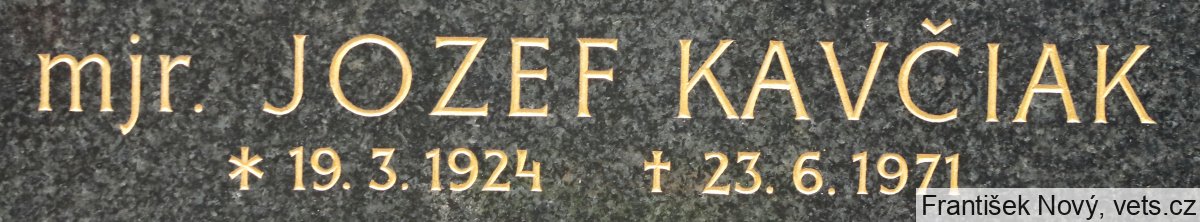 mjr. JOZEF KAVČIAK
* 19. 3. 1924 † 23. 6. 1971
František Nový, vets.cz